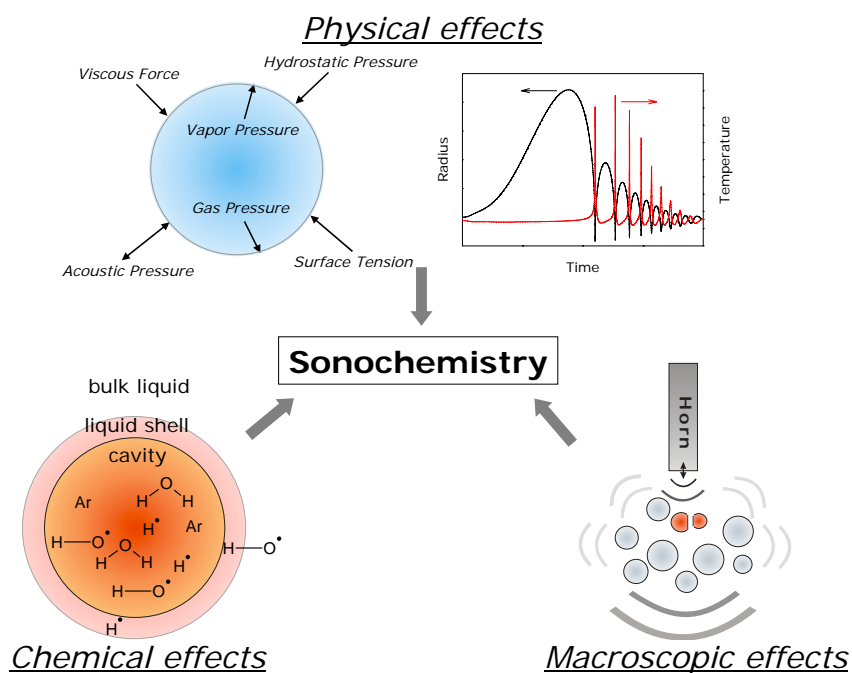 Physical effects
Viscous Force
Hydrostatic Pressure
Vapor Pressure
Gas Pressure
Acoustic Pressure
Surface Tension
Radius
Temperature
Time
Sonochemistry
bulk liquid
liquid shell
cavity
Ar
O
H H
H•
Ar
H O•
O
H H
H•
H O•
H O•
H•
Chemical effects
Horn
Macroscopic effects